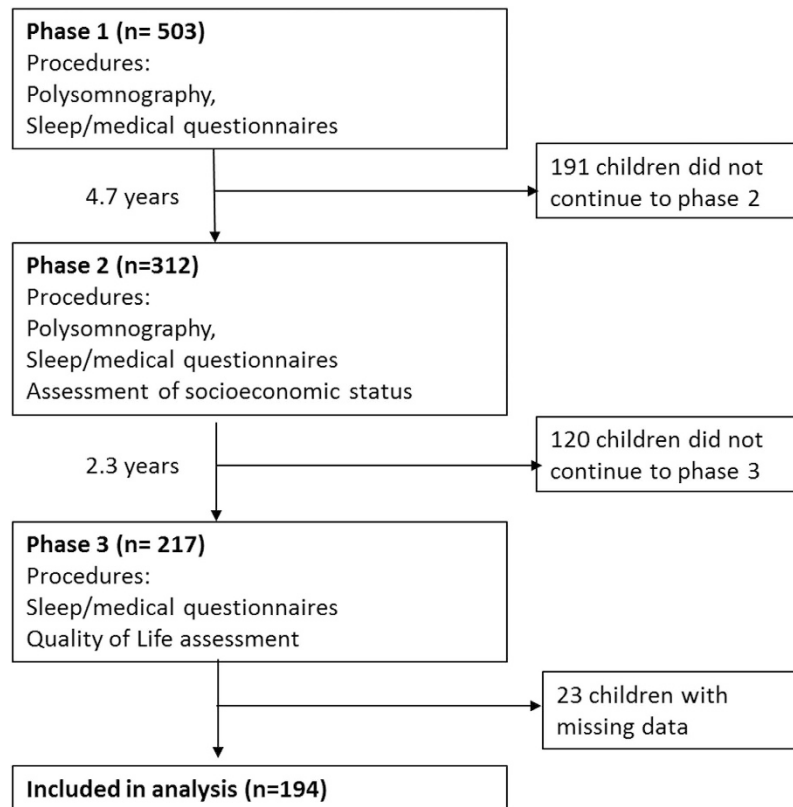 Phase 1 (n= 503)
Procedures:
Polysomnography,
Sleep/medical questionnaires
191 children did not
continue to phase 2
4.7 years
Phase 2 (n=312)
Procedures:
Polysomnography,
Sleep/medical questionnaires
Assessment of socioeconomic status
120 children did not
continue to phase 3
2.3 years
Phase 3 (n= 217)
Procedures:
Sleep/medical questionnaires
Quality of Life assessment
23 children with
missing data
Included in analysis (n=194)